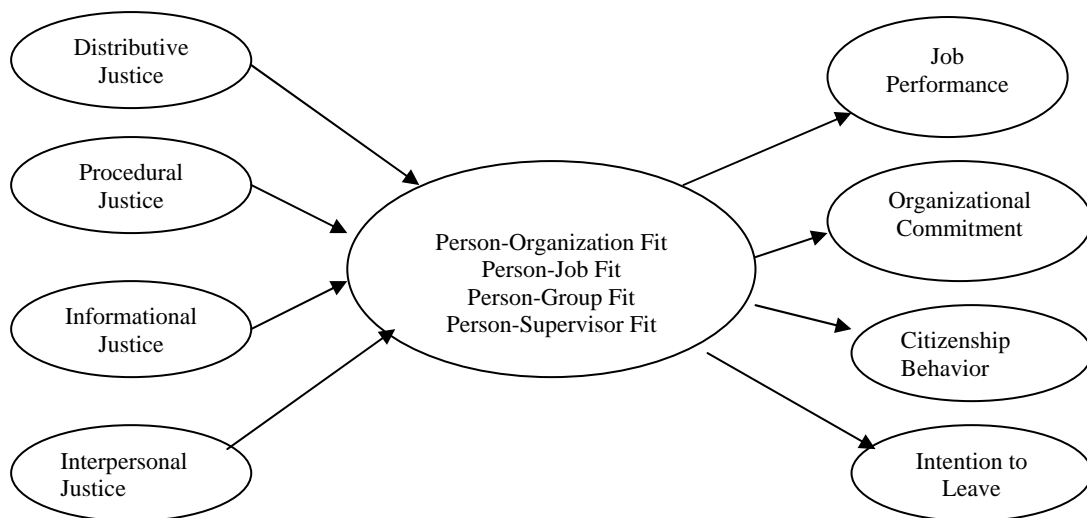 Distributive
Justice
Procedural
Justice
Informational
Justice
Interpersonal
Justice
Person-Organization Fit
Person-Job Fit
Person-Group Fit
Person-Supervisor Fit
Job
Performance
Organizational
Commitment
Citizenship
Behavior
Intention to
Leave